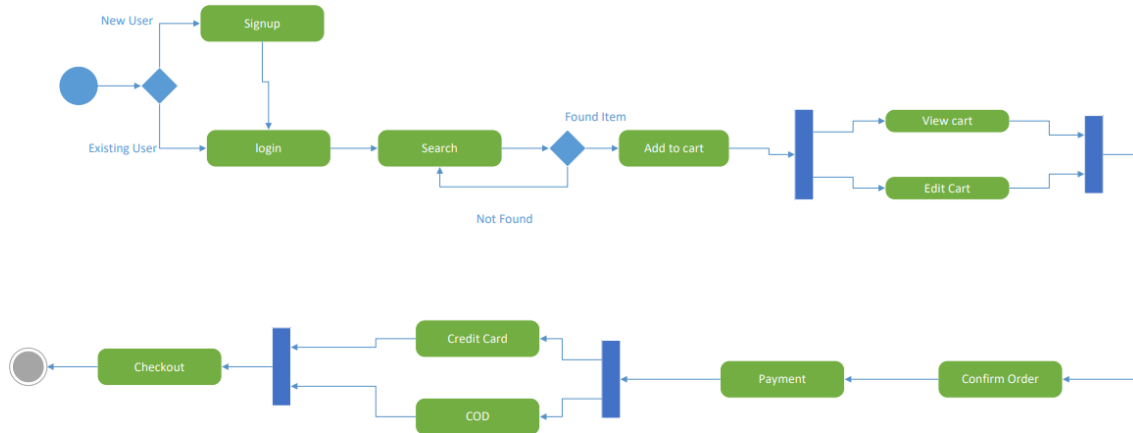 New User
Signup
Existing User
login
Search
Found Item
Not Found
Add to cart
View cart
Edit Cart
Confirm Order
Payment
Credit Card
COD
Checkout